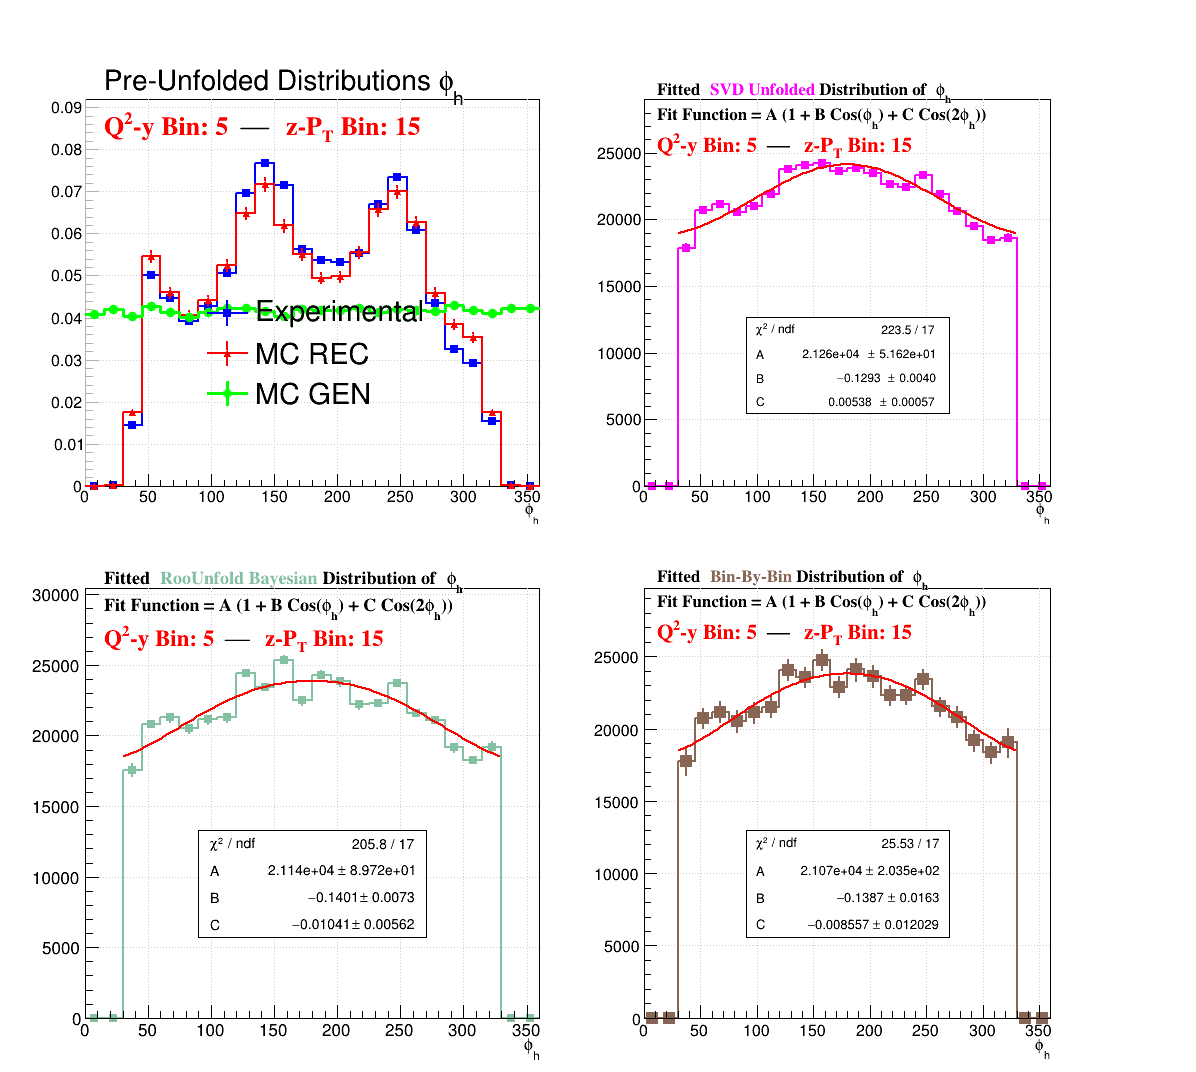 Pre-Unfolded Distributions ϕh
Q²-y Bin: 5 — z-PT Bin: 15
0.09
0.08
0.07
0.06
0.05
0.04
0.03
0.02
0.01
0
Experimental
MC REC
MC GEN
0 50 100 150 200 250 300 350
ϕh
Fitted SVD Unfolded Distribution of ϕh
Fit Function = A (1 + B Cos(ϕh) + C Cos(2ϕh))
Q²-y Bin: 5 — z-PT Bin: 15
25000
20000
15000
10000
5000
0
χ² / ndf 223.5 / 17
A 2.126e+04 ± 5.162e+01
B −0.1293 ± 0.0040
C 0.00538 ± 0.00057
0 50 100 150 200 250 300 350
ϕh
Fitted RooUnfold Bayesian Distribution of ϕh
Fit Function = A (1 + B Cos(ϕh) + C Cos(2ϕh))
Q²-y Bin: 5 — z-PT Bin: 15
30000
25000
20000
15000
10000
5000
0
χ² / ndf 205.8 / 17
A 2.114e+04 ± 8.972e+01
B −0.1401 ± 0.0073
C −0.01041 ± 0.00562
0 50 100 150 200 250 300 350
ϕh
Fitted Bin-By-Bin Distribution of ϕh
Fit Function = A (1 + B Cos(ϕh) + C Cos(2ϕh))
Q²-y Bin: 5 — z-PT Bin: 15
25000
20000
15000
10000
5000
0
χ² / ndf 25.53 / 17
A 2.107e+04 ± 2.035e+02
B −0.1387 ± 0.0163
C −0.008557 ± 0.012029
0 50 100 150 200 250 300 350
ϕh